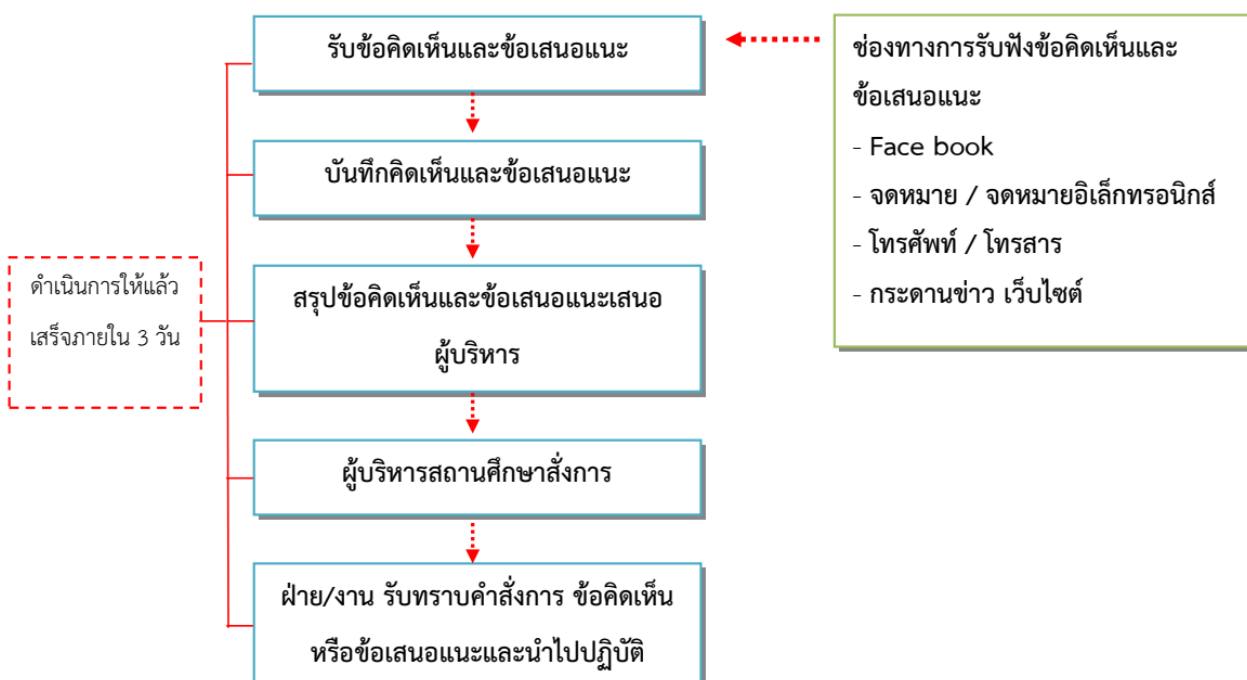 รับข้อคิดเห็นและข้อเสนอแนะ
บันทึกคิดเห็นและข้อเสนอแนะ
สรุปข้อคิดเห็นและข้อเสนอแนะเสนอ
ผู้บริหาร
ผู้บริหารสถานศึกษาสั่งการ
ฝ่าย/งาน รับทราบคำสั่งการ ข้อคิดเห็น
หรือข้อเสนอแนะและนำไปปฏิบัติ
ดำเนินการให้แล้ว
เสร็จภายใน 3 วัน
ช่องทางการรับฟังข้อคิดเห็นและ
ข้อเสนอแนะ
- Face book
- จดหมาย / จดหมายอิเล็กทรอนิกส์
- โทรศัพท์ / โทรสาร
- กระดานข่าว เว็บไซต์